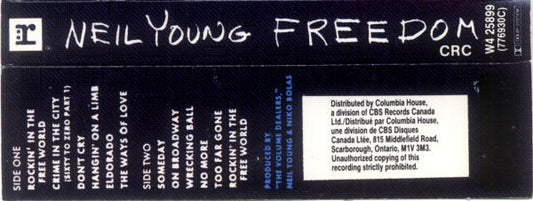 r
NEIL YOUNG FREEDOM
CRC
W4 25899
(776930C)
SIDE ONE
ROCKIN' IN THE
FREE WORLD
CRIME IN THE CITY
(SIXTY TO ZERO PART 1)
DON'T CRY
HANGIN' ON A LIMB
ELDORADO
THE WAYS OF LOVE
SIDE TWO
SOMEDAY
ON BROADWAY
WRECKING BALL
NO MORE
TOO FAR GONE
ROCKIN' IN THE
FREE WORLD
PRODUCED BY
"THE VOLUME DEALERS,"
NEIL YOUNG & NIKO BOLAS
Distributed by Columbia House,
a division of CBS Records Canada
Ltd./Distribué par Columbia House,
une division de CBS Disques
Canada Ltée, 815 Middlefield Road,
Scarborough, Ontario, M1V 3M3.
Unauthorized copying of this
recording strictly prohibited.